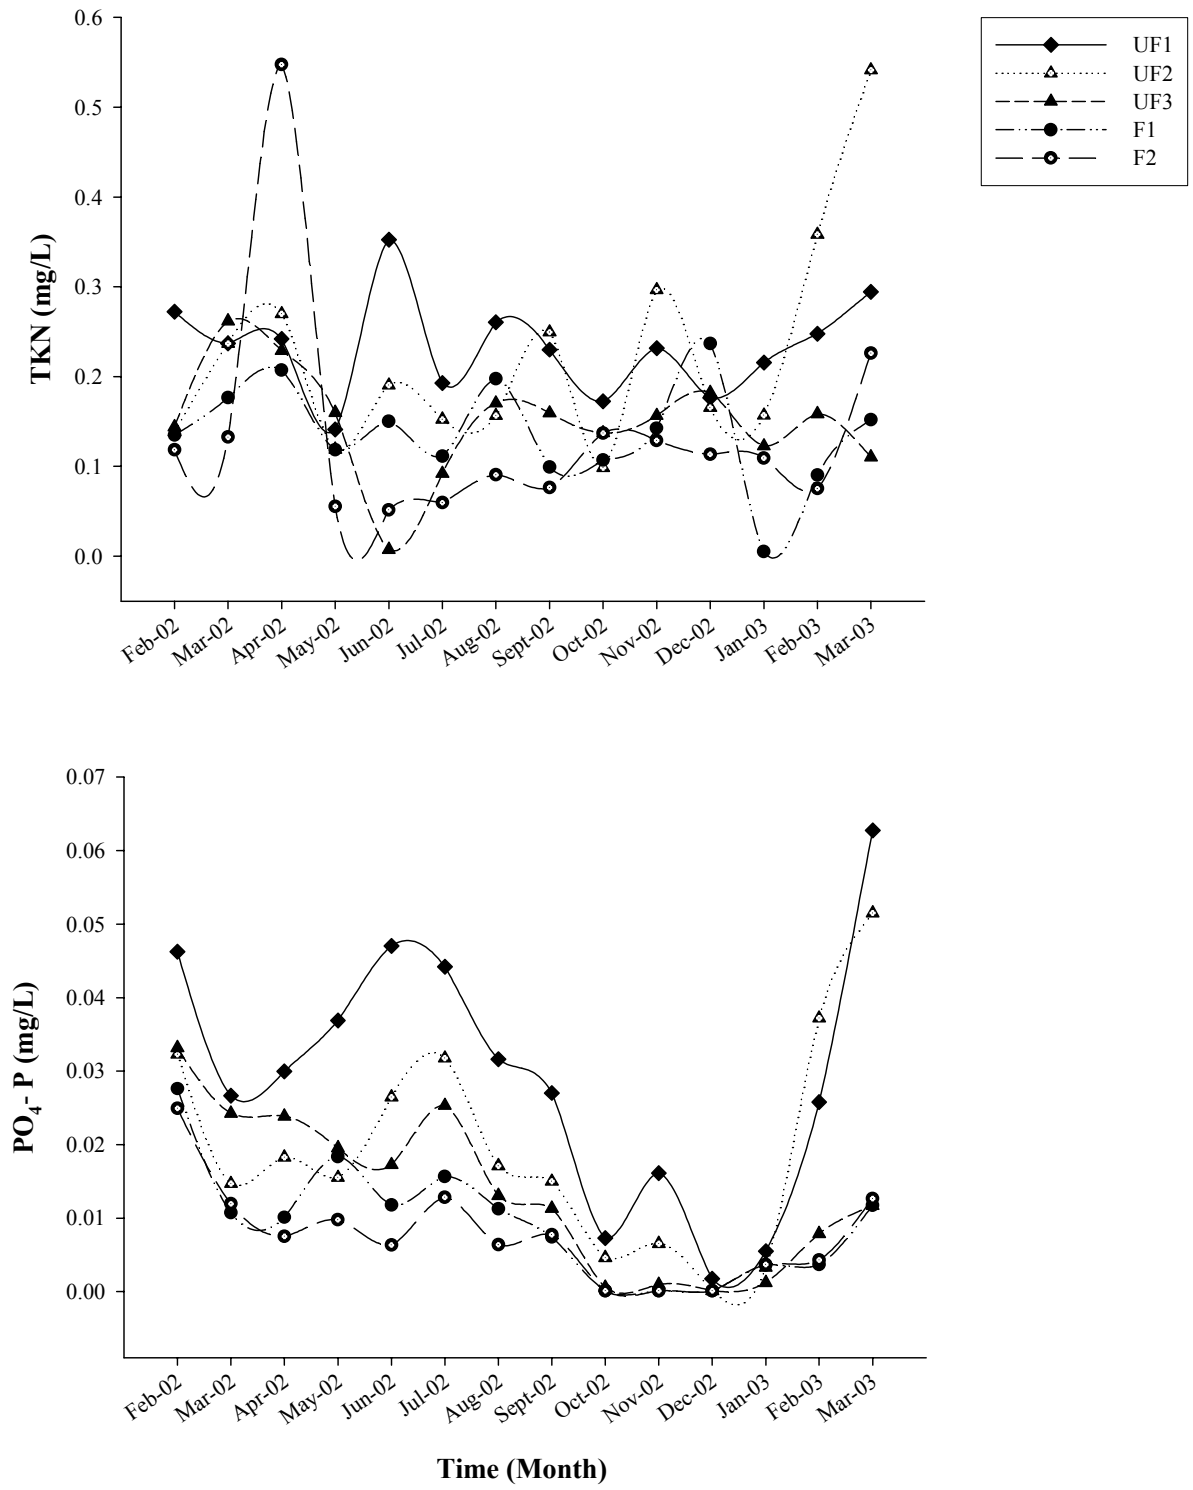 0.6
0.5
0.4
0.3
0.2
0.1
0.0
TKN (mg/L)
Feb-02
Mar-02
Apr-02
May-02
Jun-02
Jul-02
Aug-02
Sept-02
Oct-02
Nov-02
Dec-02
Jan-03
Feb-03
Mar-03
UF1
UF2
UF3
F1
F2
0.07
0.06
0.05
0.04
0.03
0.02
0.01
0.00
PO₄- P (mg/L)
Feb-02
Mar-02
Apr-02
May-02
Jun-02
Jul-02
Aug-02
Sept-02
Oct-02
Nov-02
Dec-02
Jan-03
Feb-03
Mar-03
Time (Month)